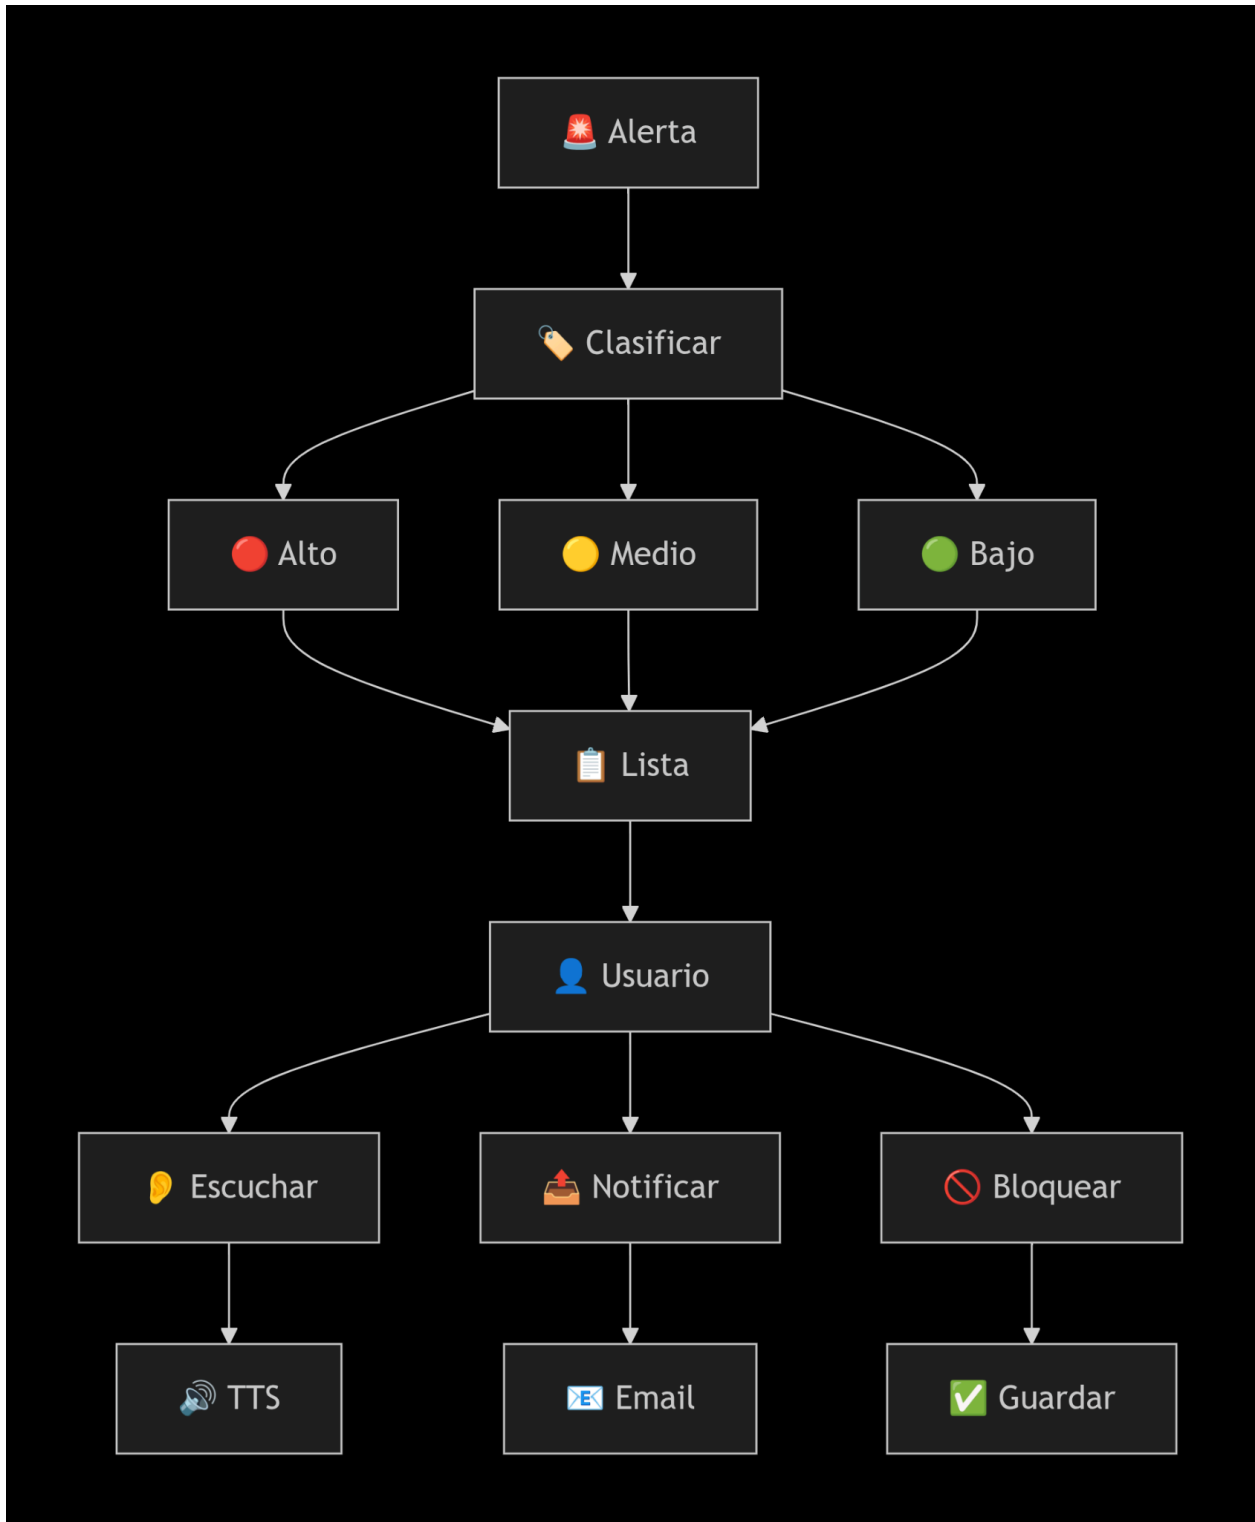 🚨 Alerta
🏷️ Clasificar
🔴 Alto
🟡 Medio
🟢 Bajo
📋 Lista
👤 Usuario
👂 Escuchar
📤 Notificar
🚫 Bloquear
🔊 TTS
📧 Email
✅ Guardar